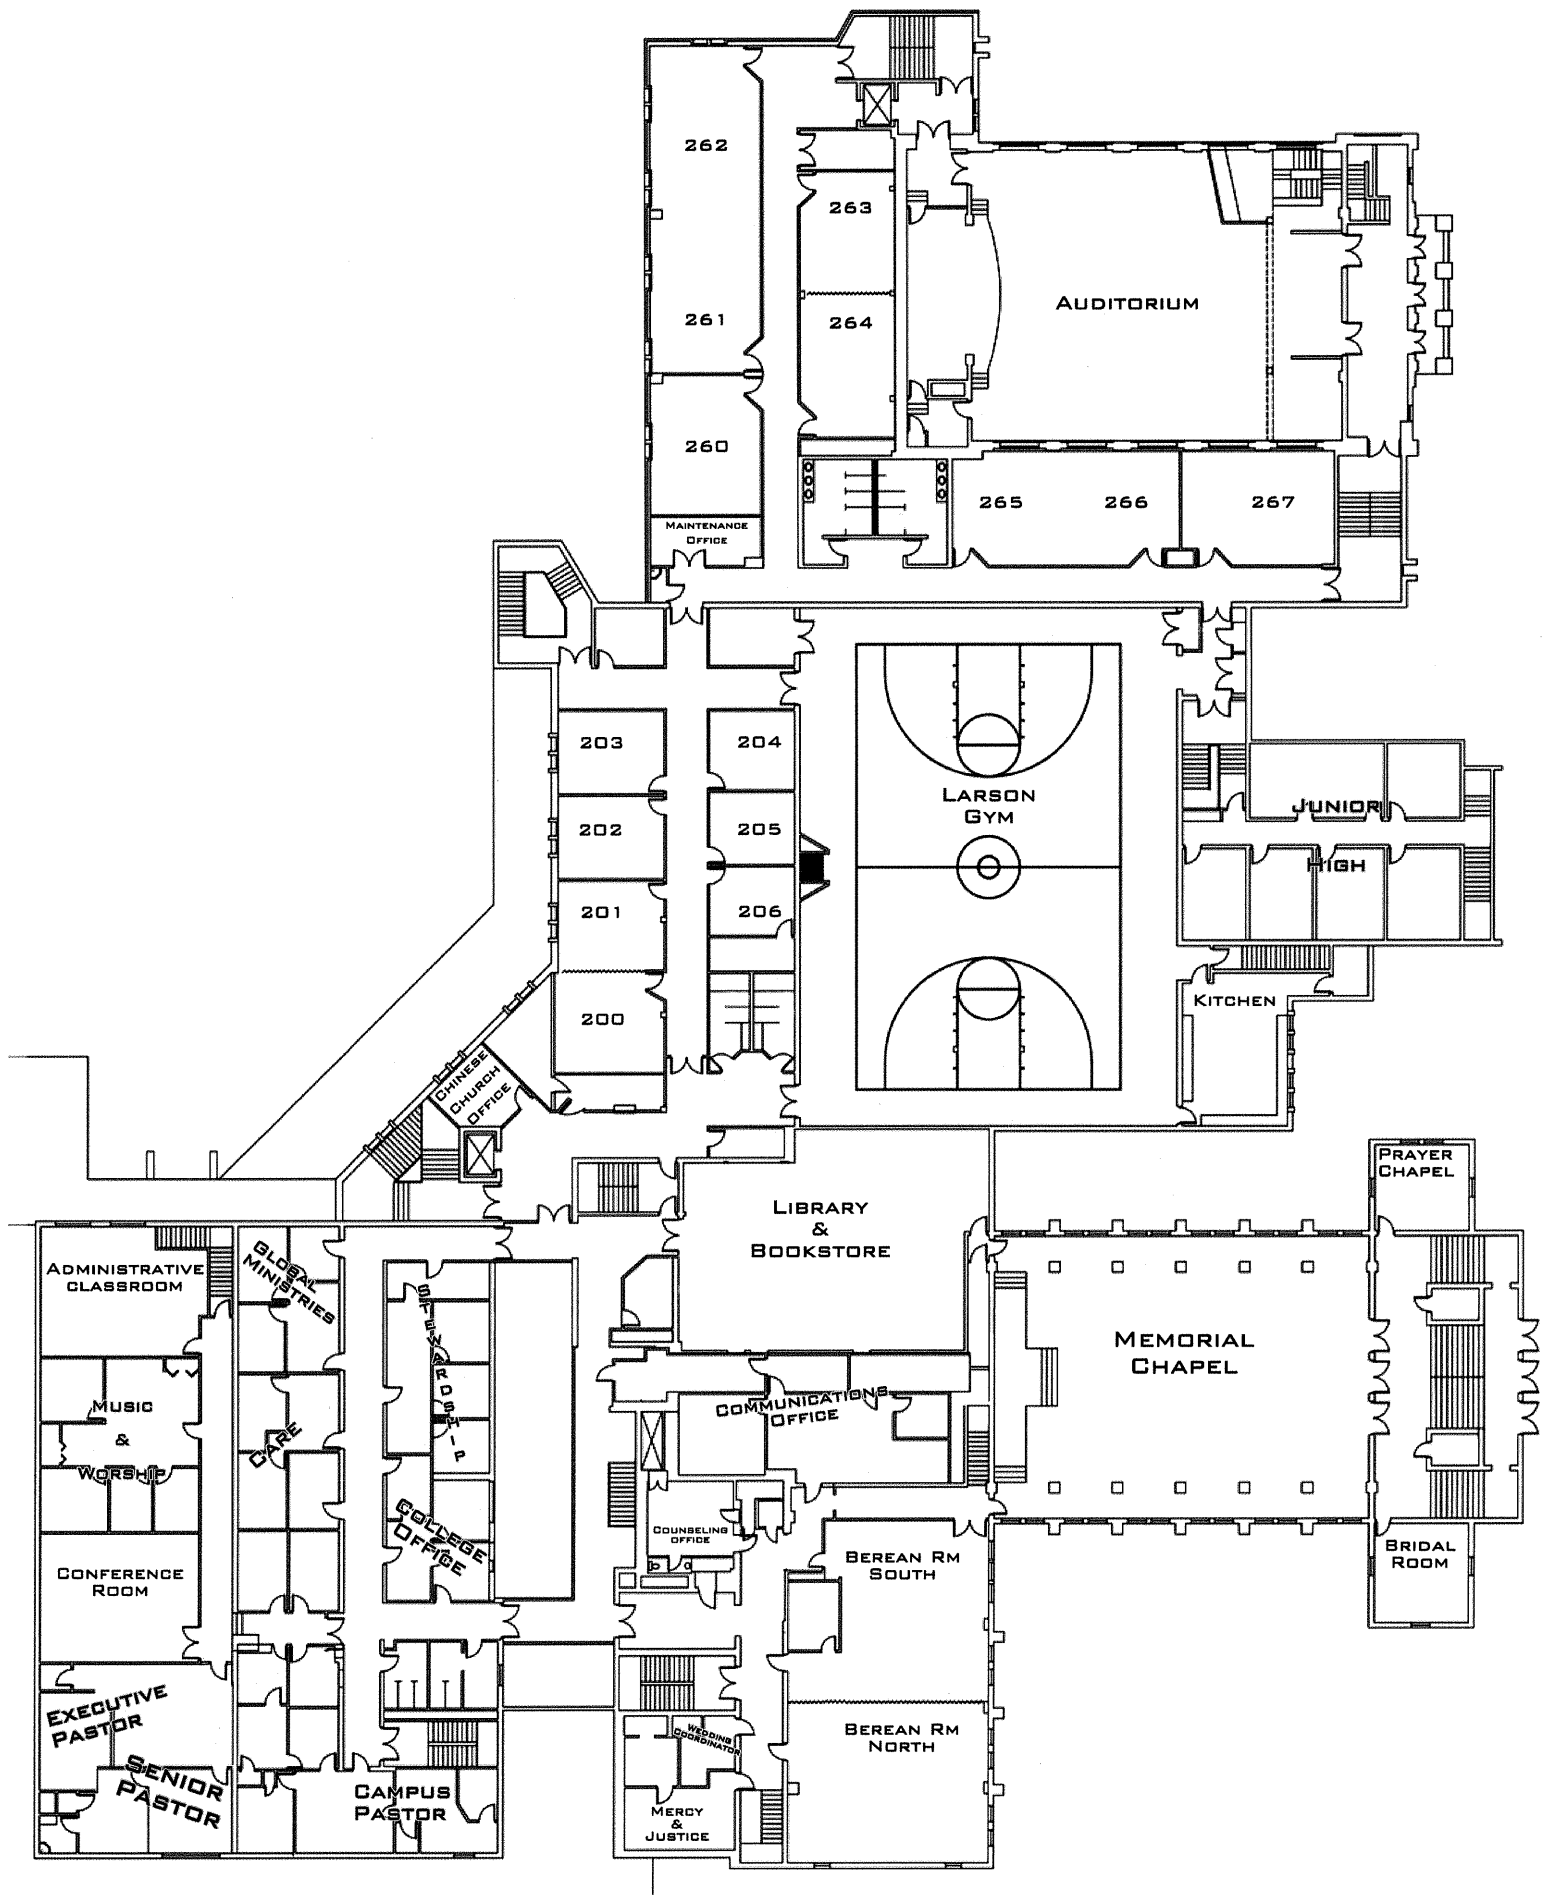 262
263
261
264
AUDITORIUM
260
265
266
267
MAINTENANCE
OFFICE
203
204
202
205
201
206
200
LARSON
GYM
JUNIOR
HIGH
KITCHEN
CHINESE
CHURCH
OFFICE
PRAYER
CHAPEL
LIBRARY
&
BOOKSTORE
ADMINISTRATIVE
CLASSROOM
GLOBAL
MINISTRIES
STEWARDSHIP
MEMORIAL
CHAPEL
MUSIC
&
WORSHIP
CARE
COMMUNICATIONS
OFFICE
COLLEGE
OFFICE
COUNSELING
OFFICE
CONFERENCE
ROOM
BEREAN RM
SOUTH
BRIDAL
ROOM
EXECUTIVE
PASTOR
SENIOR
PASTOR
CAMPUS
PASTOR
WEDDING
COORDINATOR
BEREAN RM
NORTH
MERCY
&
JUSTICE